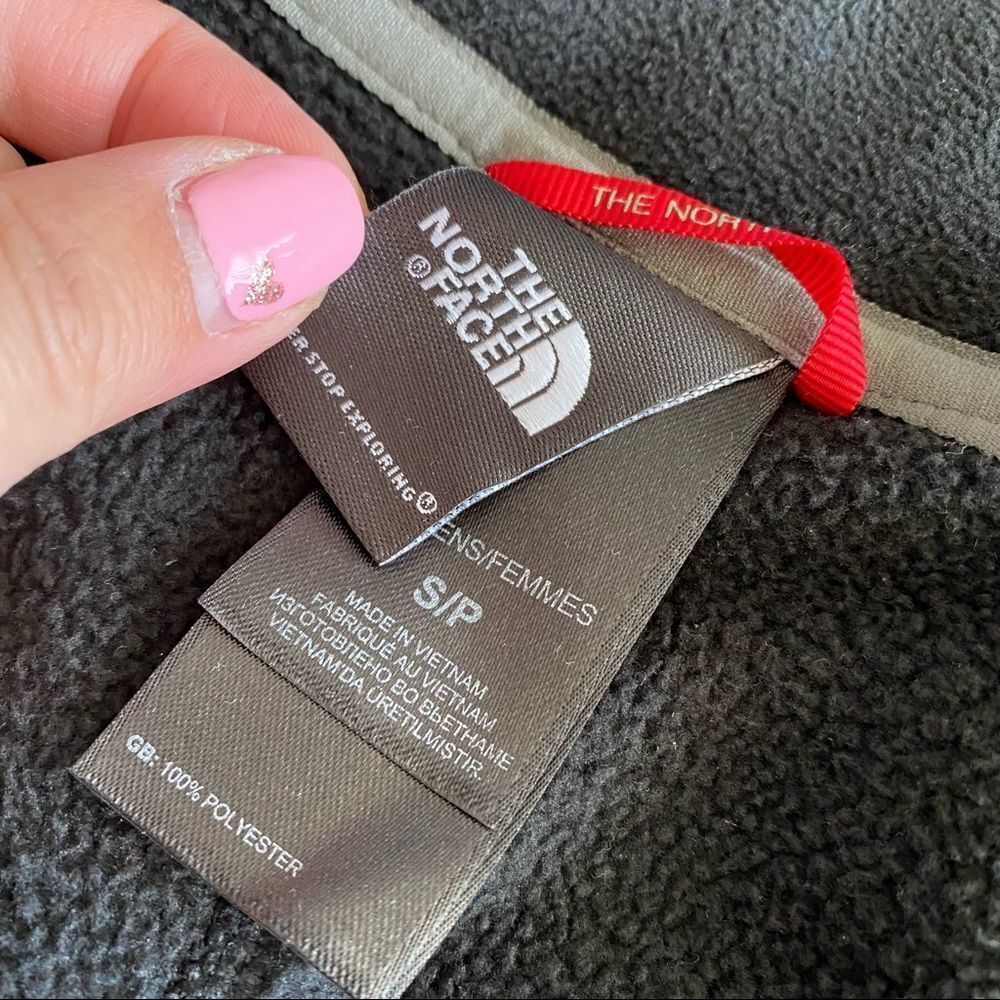 THE NORTH
THE
NORTH
FACE®
STOP EXPLORING®
ENS/FEMMES
S/P
MADE IN VIETNAM
FABRIQUÉ AU VIETNAM
ИЗГОТОВЛЕНО ВО ВЬЕТНАМЕ
VIETNAM'DA ÜRETILMIŞTIR.
GB: 100% POLYESTER